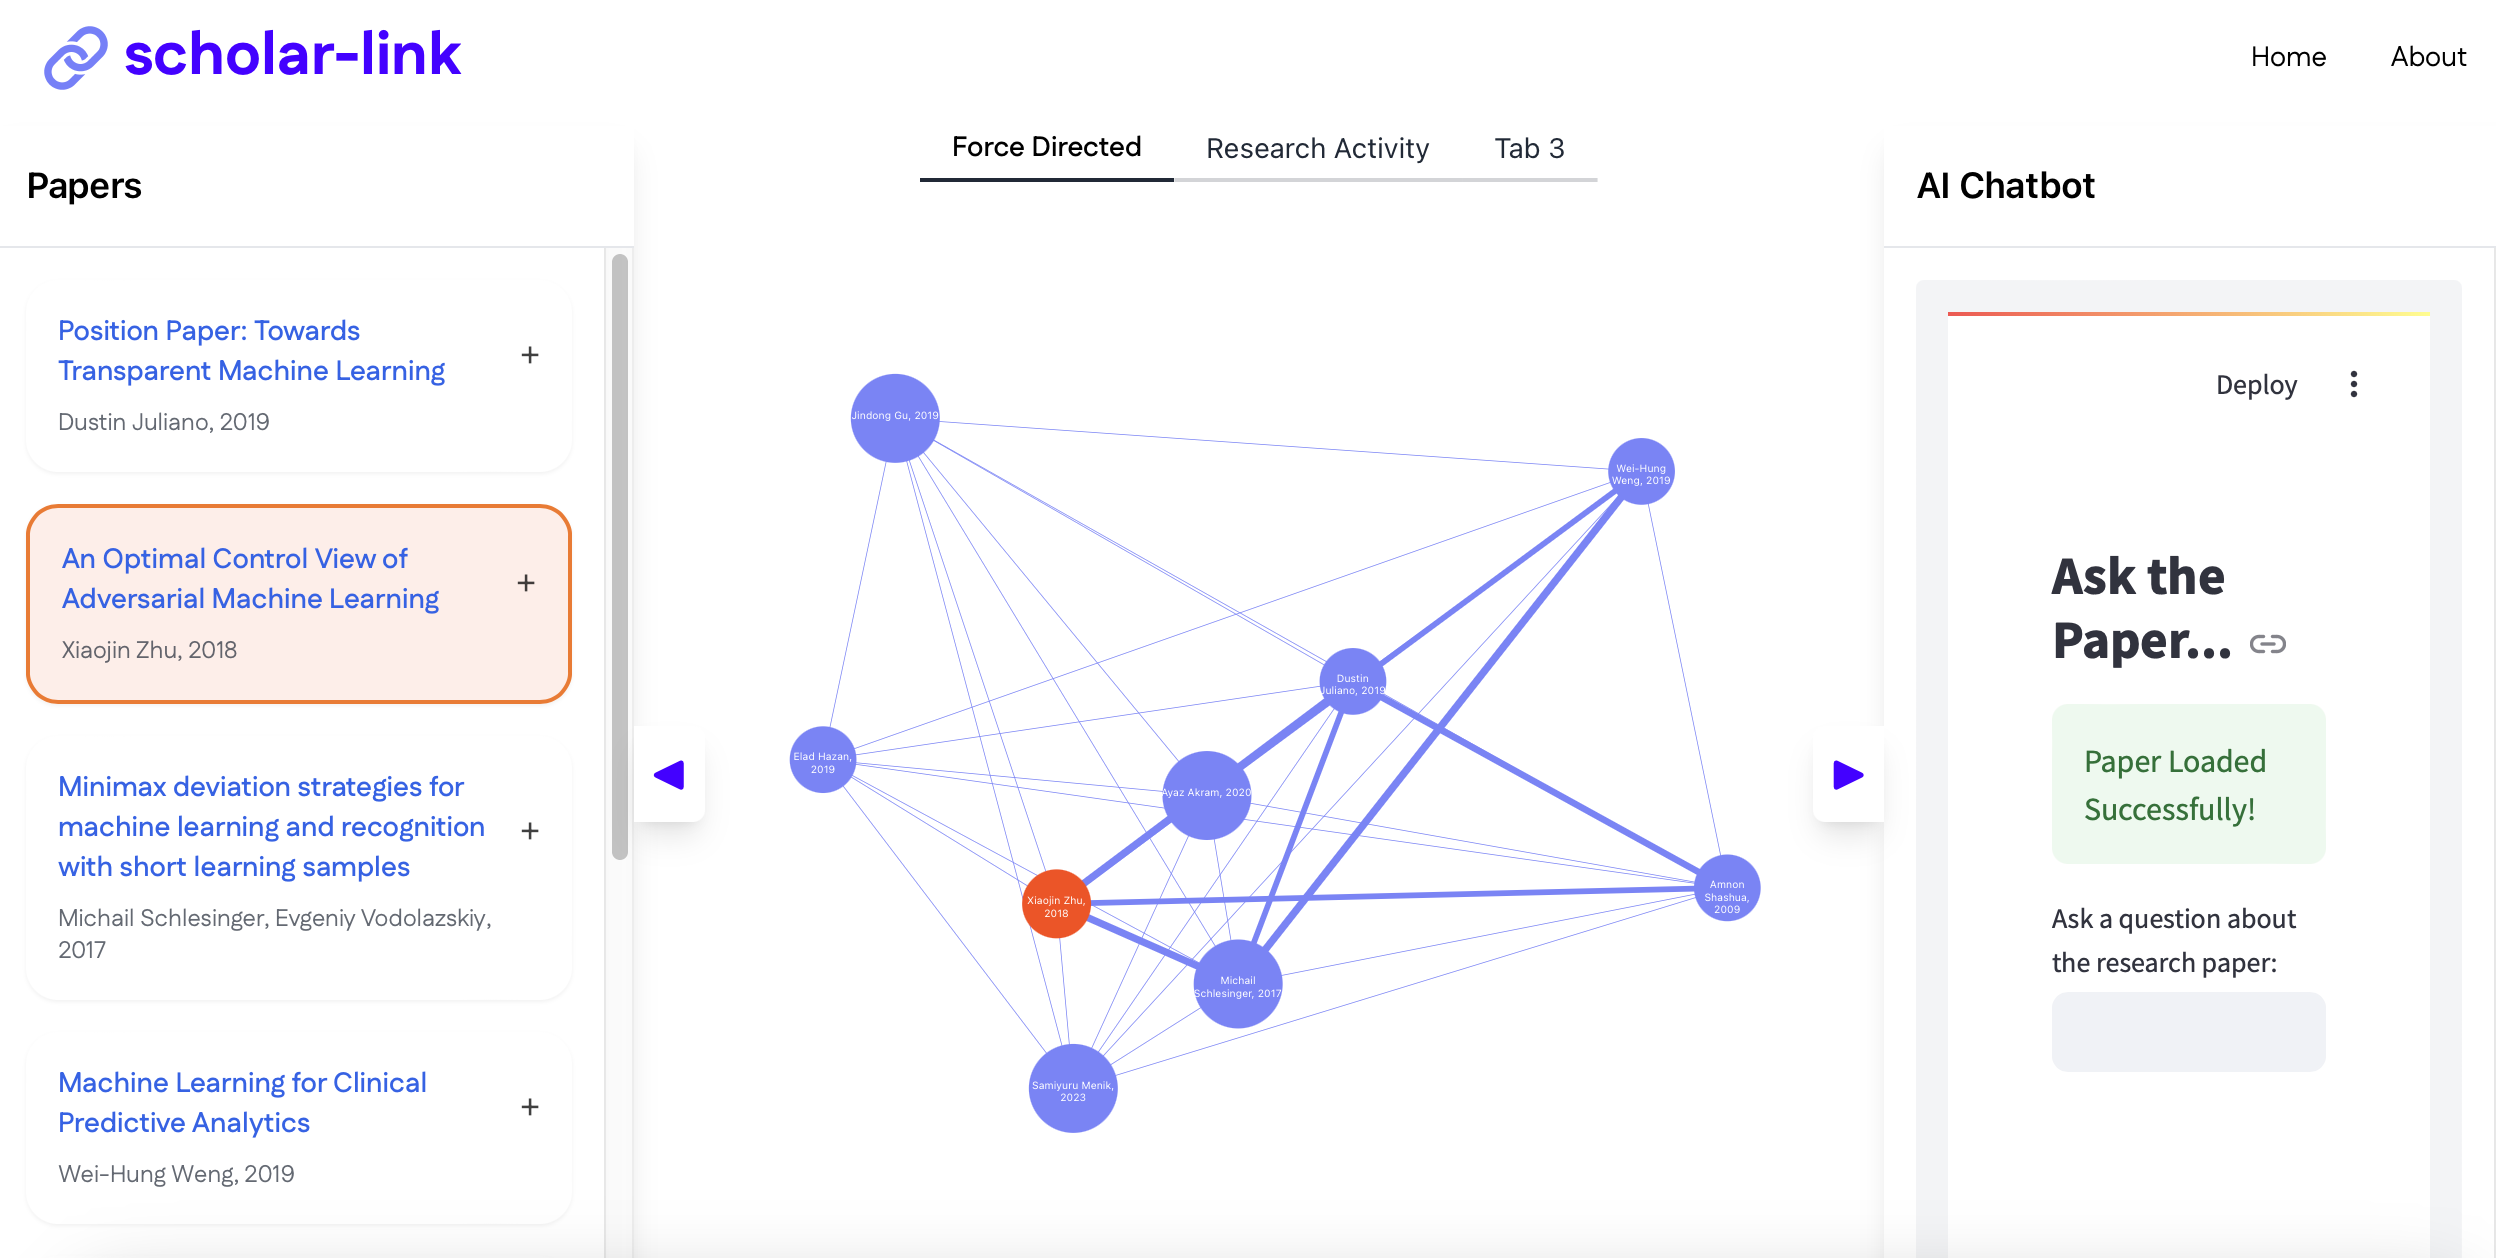 scholar-link
Home
About
Papers
Position Paper: Towards
Transparent Machine Learning
+
Dustin Juliano, 2019
An Optimal Control View of
Adversarial Machine Learning
+
Xiaojin Zhu, 2018
Minimax deviation strategies for
machine learning and recognition
with short learning samples
+
Michail Schlesinger, Evgeniy Vodolazskiy,
2017
Machine Learning for Clinical
Predictive Analytics
+
Wei-Hung Weng, 2019
Force Directed
Research Activity
Tab 3
Jindong Gu, 2019
Wei-Hung
Weng, 2019
Dustin
Juliano, 2019
Elad Hazan,
2019
Ayaz Akram, 2020
Xiaojin Zhu,
2018
Amnon
Shashua,
2009
Michail
Schlesinger, 2017
Samiyuru Menik,
2023
AI Chatbot
Deploy
Ask the
Paper...
Paper Loaded
Successfully!
Ask a question about
the research paper: